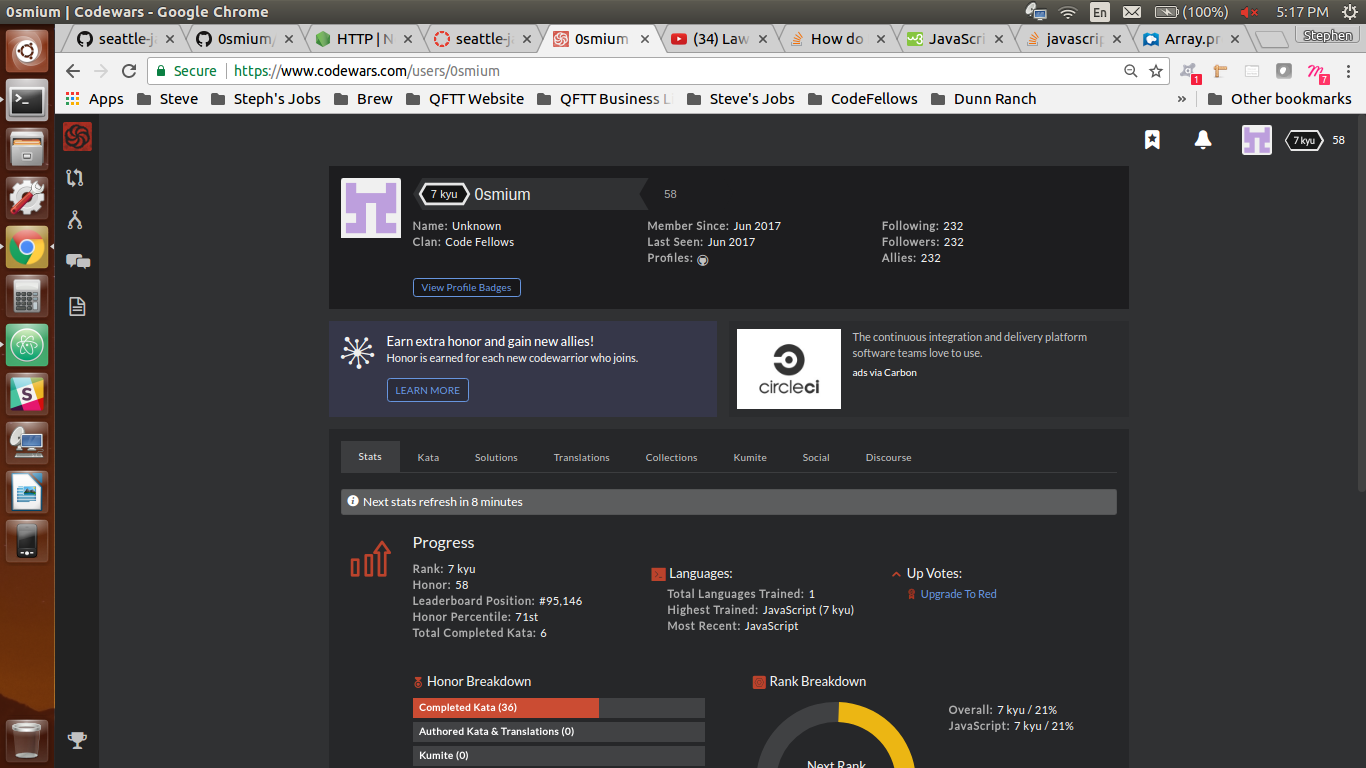 0smium | Codewars - Google Chrome
En (100%) 5:17 PM
seattle-ja 0smium/ HTTP | N seattle-ja 0smium (34) Law How do JavaScri javascrip Array.pr Stephen
Secure https://www.codewars.com/users/0smium 1 7
Apps Steve Steph's Jobs Brew QFTT Website QFTT Business Li Steve's Jobs CodeFellows Dunn Ranch » Other bookmarks
7 kyu 58
7 kyu 0smium 58
Name: Unknown Member Since: Jun 2017 Following: 232
Clan: Code Fellows Last Seen: Jun 2017 Followers: 232
Profiles: Allies: 232
View Profile Badges
Earn extra honor and gain new allies!
Honor is earned for each new codewarrior who joins.
LEARN MORE
circleci
The continuous integration and delivery platform
software teams love to use.
ads via Carbon
Stats Kata Solutions Translations Collections Kumite Social Discourse
Next stats refresh in 8 minutes
Progress
Rank: 7 kyu
Honor: 58
Leaderboard Position: #95,146
Honor Percentile: 71st
Total Completed Kata: 6
Languages:
Total Languages Trained: 1
Highest Trained: JavaScript (7 kyu)
Most Recent: JavaScript
Up Votes:
Upgrade To Red
Honor Breakdown
Completed Kata (36)
Authored Kata & Translations (0)
Kumite (0)
Rank Breakdown
Next Rank
Overall: 7 kyu / 21%
JavaScript: 7 kyu / 21%